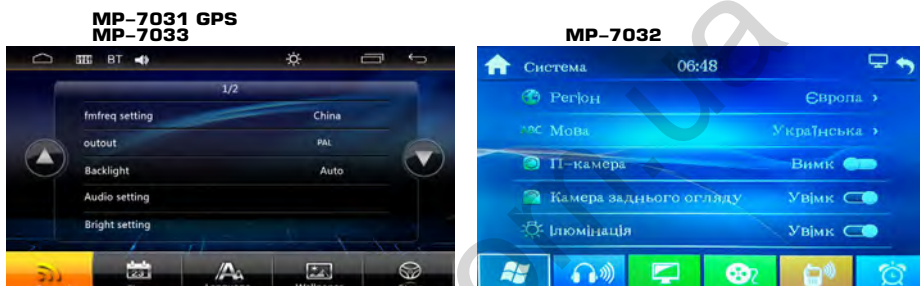 MP-7031 GPS
MP-7033
MP-7032
BT
1/2
fmfreq setting China
outout PAL
Backlight Auto
Audio setting
Bright setting
Система 06:48
Регіон Європа
ABC Мова Українська
П-камера Вимк
Камера заднього огляду Увімк
Ілюмінація Увімк